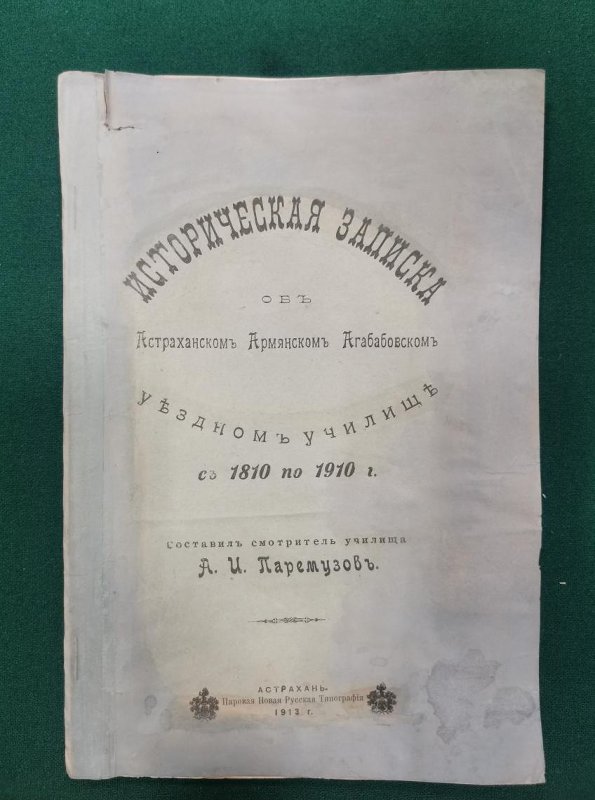 ИСТОРИЧЕСКАЯ ЗАПИСКА
ОБЪ
Астраханскомъ Армянскомъ Агабабовскомъ
УѢЗДНОМЪ УЧИЛИЩѢ
съ 1810 по 1910 г.
Составилъ смотритель училища
А. И. Паремузовъ.
АСТРАХАНЬ
Паровая Новая Русская Типографія
1913 г.